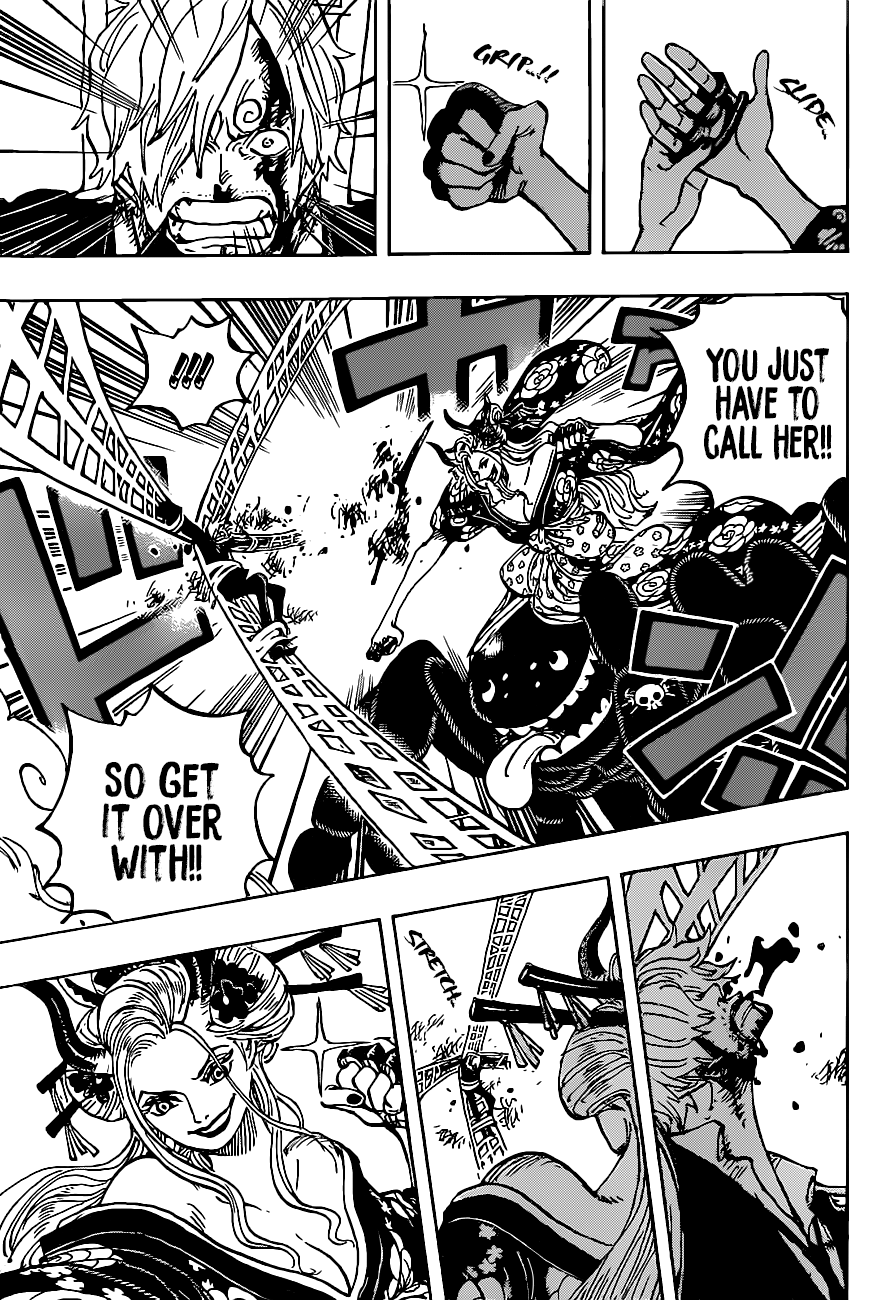 SLIDE..
GRIP...!!
YOU JUST
HAVE TO
CALL HER!!
!!!
SO GET
IT OVER
WITH!!
STRETCH..